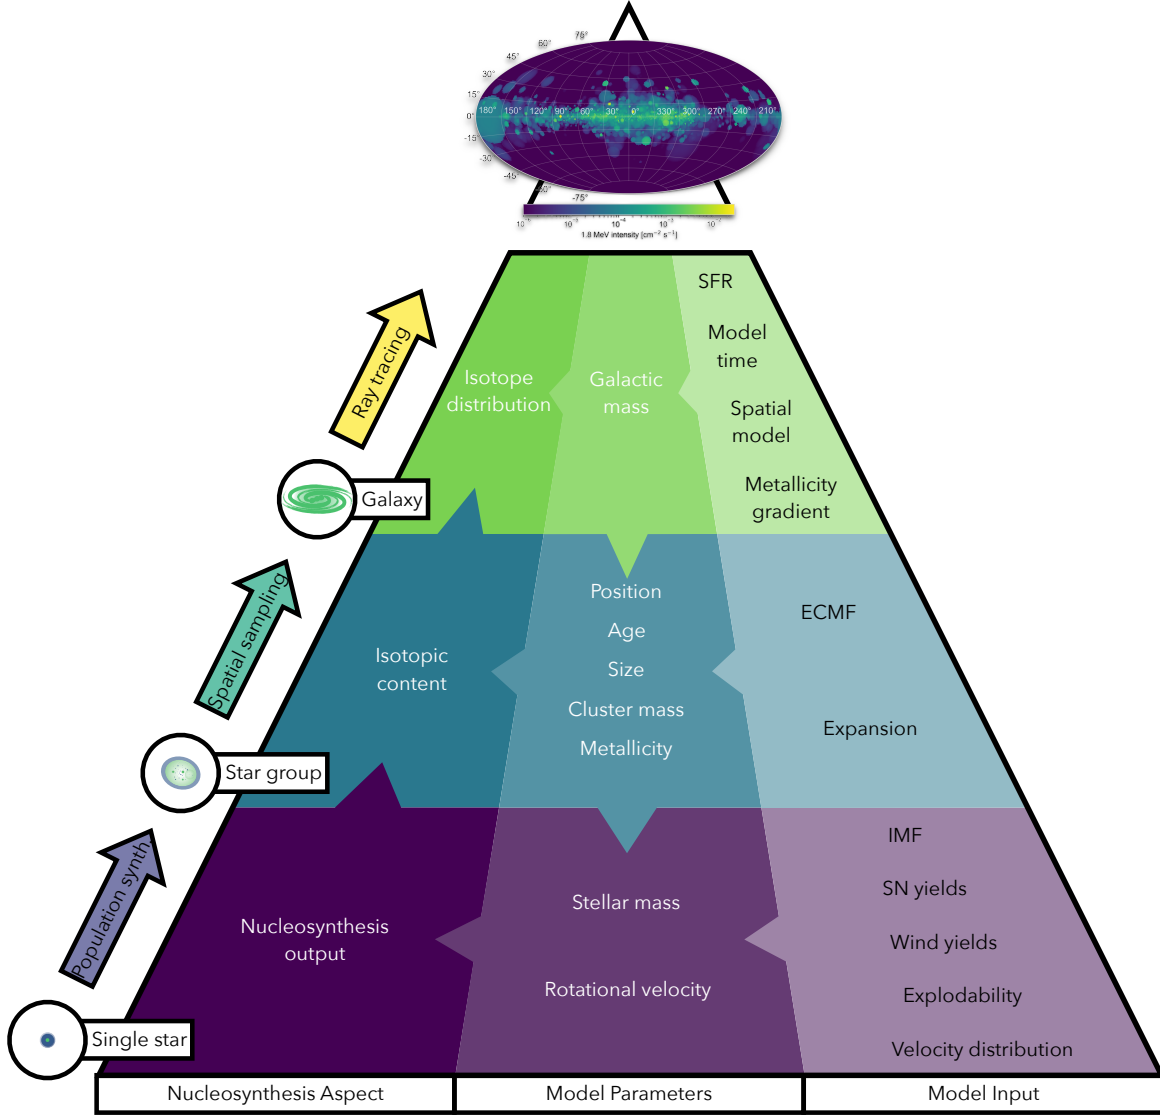 75°
60°
45°
30°
15°
0°
-15°
-30°
-45°
-75°
180° 150° 120° 90° 60° 30° 0° 330° 300° 270° 240° 210°
1.8 MeV intensity [cm⁻² s⁻¹]
SFR
Model
time
Spatial
model
Metallicity
gradient
Isotope
distribution
Galactic
mass
Ray tracing
Galaxy
Position
Age
Size
Cluster mass
Metallicity
ECMF
Expansion
Isotopic
content
Spatial sampling
Star group
IMF
SN yields
Wind yields
Explodability
Velocity distribution
Stellar mass
Rotational velocity
Nucleosynthesis
output
Population synth.
Single star
Nucleosynthesis Aspect
Model Parameters
Model Input